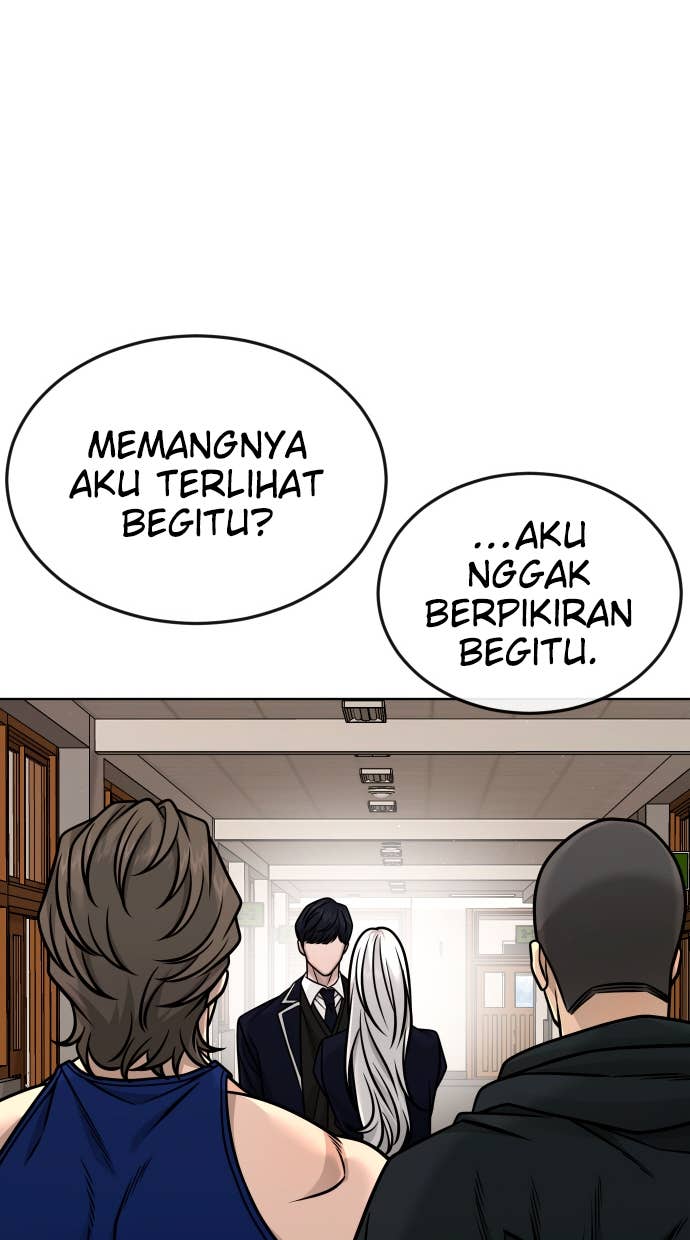 MEMANGNYA
AKU TERLIHAT
BEGITU?
...AKU
NGGAK
BERPIKIRAN
BEGITU.